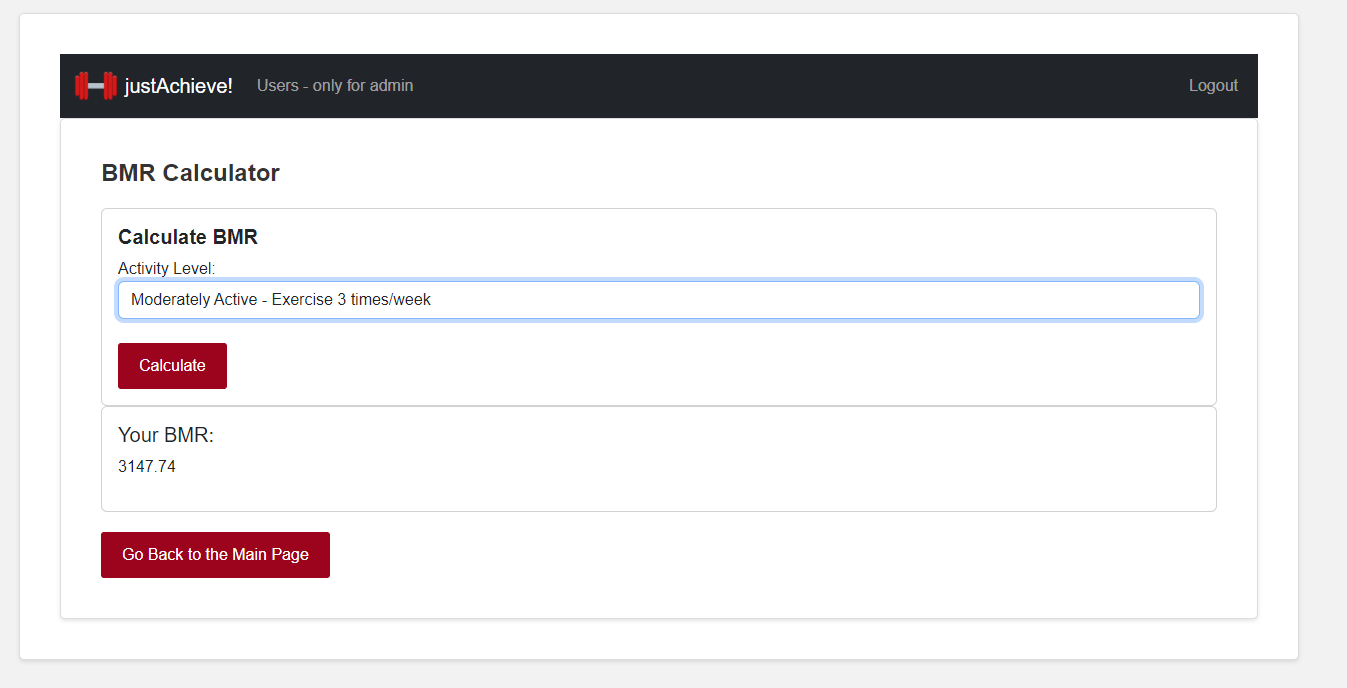 justAchieve! Users - only for admin Logout
BMR Calculator
Calculate BMR
Activity Level:
Moderately Active - Exercise 3 times/week
Calculate
Your BMR:
3147.74
Go Back to the Main Page